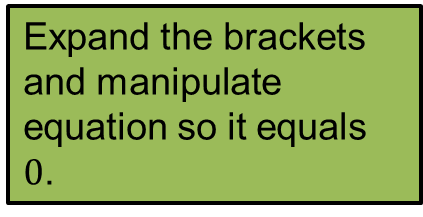 Expand the brackets
and manipulate
equation so it equals
0.